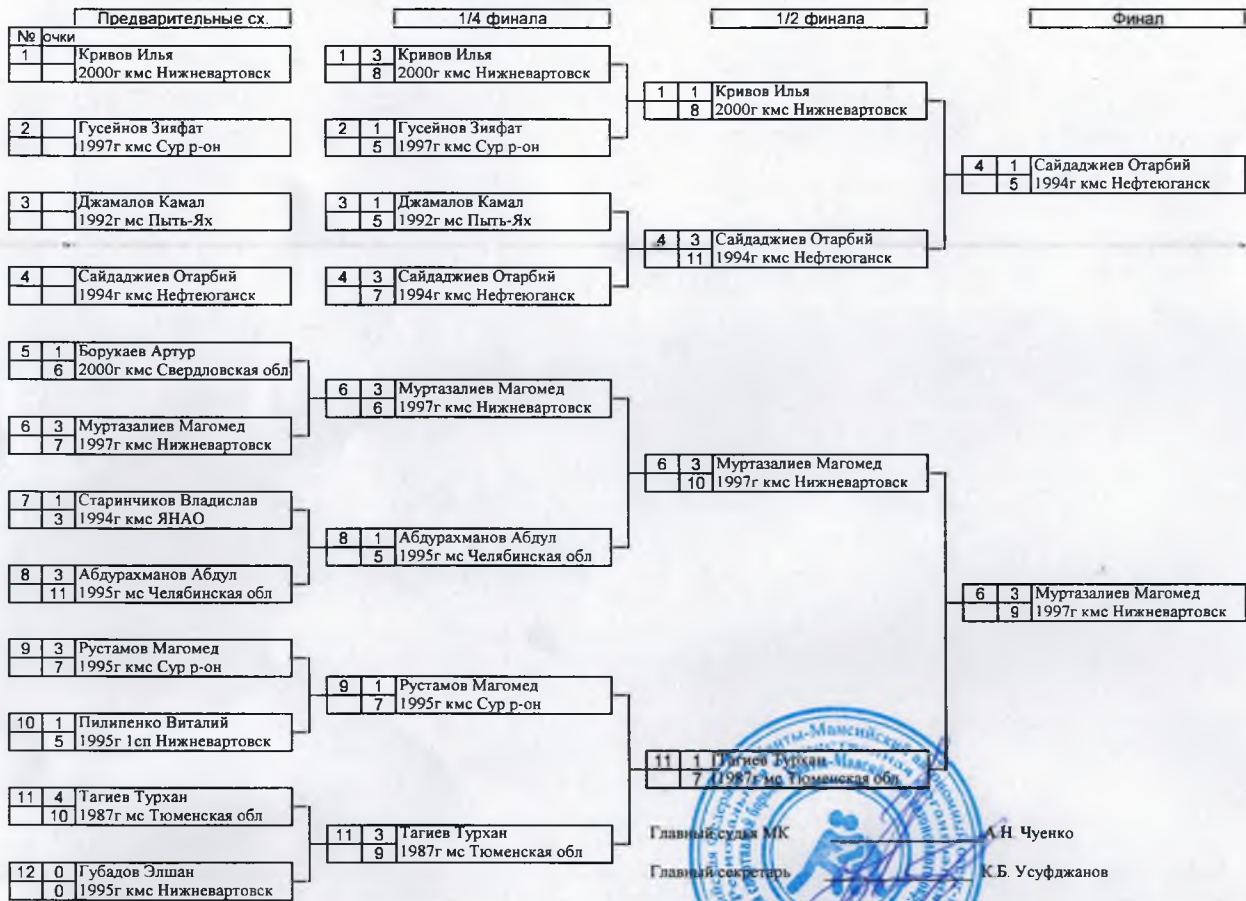 Предварительные сх.
1/4 финала
1/2 финала
Финал
№ очки
1 Кривов Илья
2000г кмс Нижневартовск
2 Гусейнов Зияфат
1997г кмс Сур р-он
3 Джамалов Камал
1992г мс Пыть-Ях
4 Сайдаджиев Отарбий
1994г кмс Нефтеюганск
5 1 Борукаев Артур
6 2000г кмс Свердловская обл
6 3 Муртазалиев Магомед
7 1997г кмс Нижневартовск
7 1 Старинчиков Владислав
3 1994г кмс ЯНАО
8 3 Абдурахманов Абдул
11 1995г мс Челябинская обл
9 3 Рустамов Магомед
7 1995г кмс Сур р-он
10 1 Пилипенко Виталий
5 1995г 1сп Нижневартовск
11 4 Тагиев Турхан
10 1987г мс Тюменская обл
12 0 Губадов Элшан
0 1995г кмс Нижневартовск
1 3 Кривов Илья
8 2000г кмс Нижневартовск
2 1 Гусейнов Зияфат
5 1997г кмс Сур р-он
3 1 Джамалов Камал
5 1992г мс Пыть-Ях
4 3 Сайдаджиев Отарбий
7 1994г кмс Нефтеюганск
6 3 Муртазалиев Магомед
6 1997г кмс Нижневартовск
8 1 Абдурахманов Абдул
5 1995г мс Челябинская обл
9 1 Рустамов Магомед
7 1995г кмс Сур р-он
11 3 Тагиев Турхан
9 1987г мс Тюменская обл
1 1 Кривов Илья
8 2000г кмс Нижневартовск
4 3 Сайдаджиев Отарбий
11 1994г кмс Нефтеюганск
6 3 Муртазалиев Магомед
10 1997г кмс Нижневартовск
11 1 Тагиев Турхан
7 1987г мс Тюменская обл
4 1 Сайдаджиев Отарбий
5 1994г кмс Нефтеюганск
6 3 Муртазалиев Магомед
9 1997г кмс Нижневартовск
Главный судья МК А.Н. Чуенко
Главный секретарь К.Б. Усуфджанов